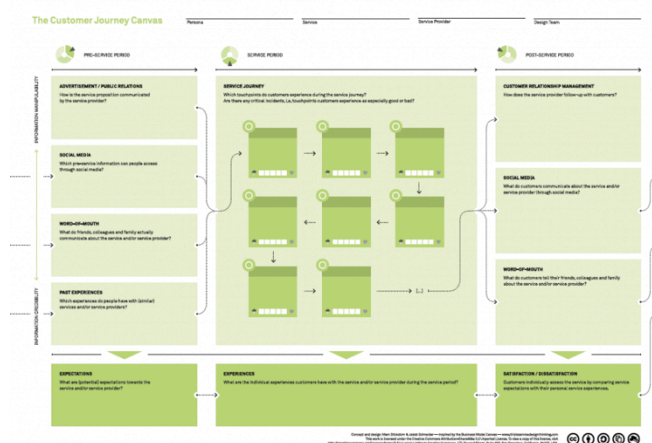 The Customer Journey Canvas
Persona
Service
Service Provider
Design Team
PRE-SERVICE PERIOD
SERVICE PERIOD
POST-SERVICE PERIOD
INFORMATION MANIPULABILITY
INFORMATION CREDIBILITY
ADVERTISEMENT / PUBLIC RELATIONS
How is the service proposition communicated
by the service provider?
SOCIAL MEDIA
Which pre-service information can people access
through social media?
WORD-OF-MOUTH
What do friends, colleagues and family actually
communicate about the service and/or service provider?
PAST EXPERIENCES
Which experiences do people have with (similar)
services and/or service providers?
SERVICE JOURNEY
Which touchpoints do customers experience during the service journey?
Are there any critical incidents, i.e. touchpoints customers experience as especially good or bad?
(...)
CUSTOMER RELATIONSHIP MANAGEMENT
How does the service provider follow-up with customers?
SOCIAL MEDIA
What do customers communicate about the service and/or
service provider through social media?
WORD-OF-MOUTH
What do customers tell their friends, colleagues and family
about the service and/or service provider?
EXPECTATIONS
What are (potential) expectations towards the
service and/or service provider?
EXPERIENCES
What are the individual experiences customers have with the service and/or service provider during the service period?
SATISFACTION / DISSATISFACTION
Customers individually assess the service by comparing service
expectations with their personal service experiences.